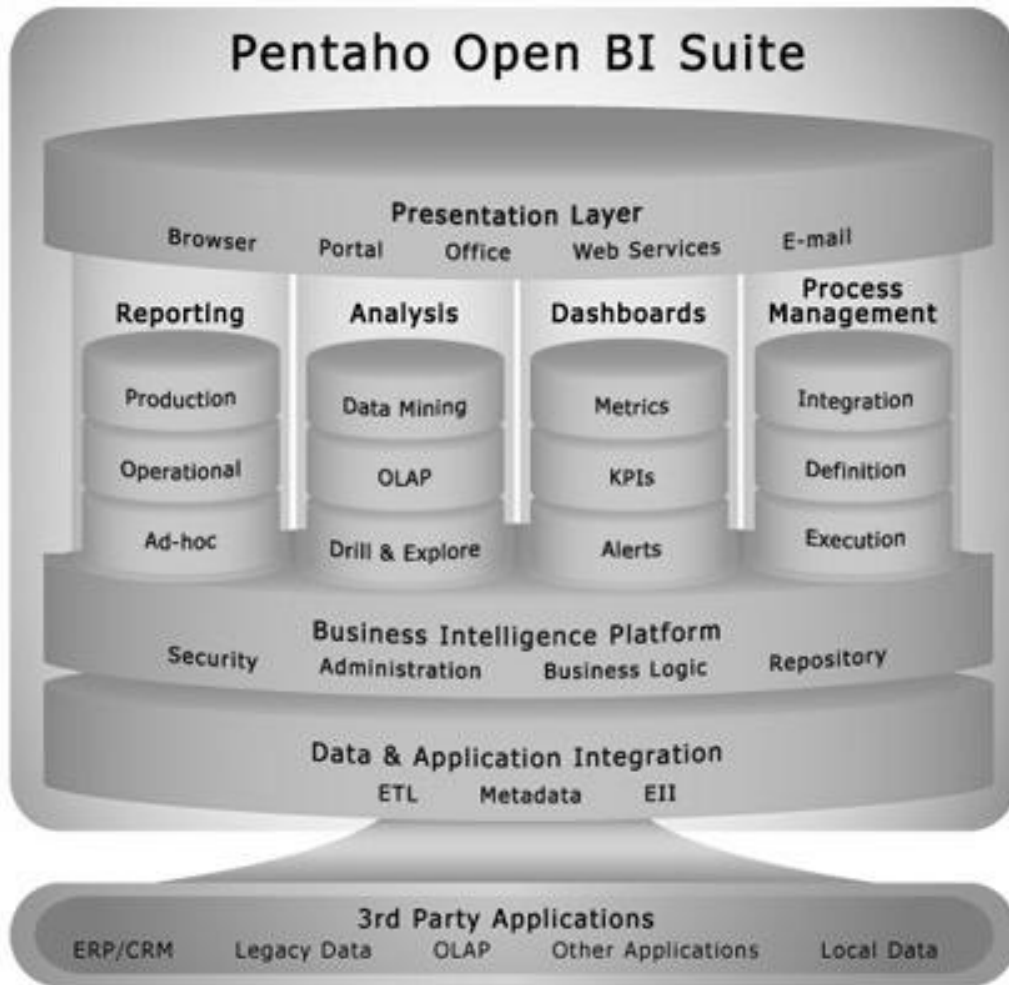 Pentaho Open BI Suite
Presentation Layer
Browser Portal Office Web Services E-mail
Reporting
Production
Operational
Ad-hoc
Analysis
Data Mining
OLAP
Drill & Explore
Dashboards
Metrics
KPIs
Alerts
Process
Management
Integration
Definition
Execution
Business Intelligence Platform
Security Administration Business Logic Repository
Data & Application Integration
ETL Metadata EII
3rd Party Applications
ERP/CRM Legacy Data OLAP Other Applications Local Data